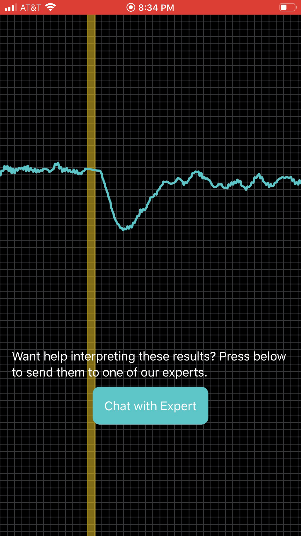 AT&T 8:34 PM
Want help interpreting these results? Press below
to send them to one of our experts.
Chat with Expert